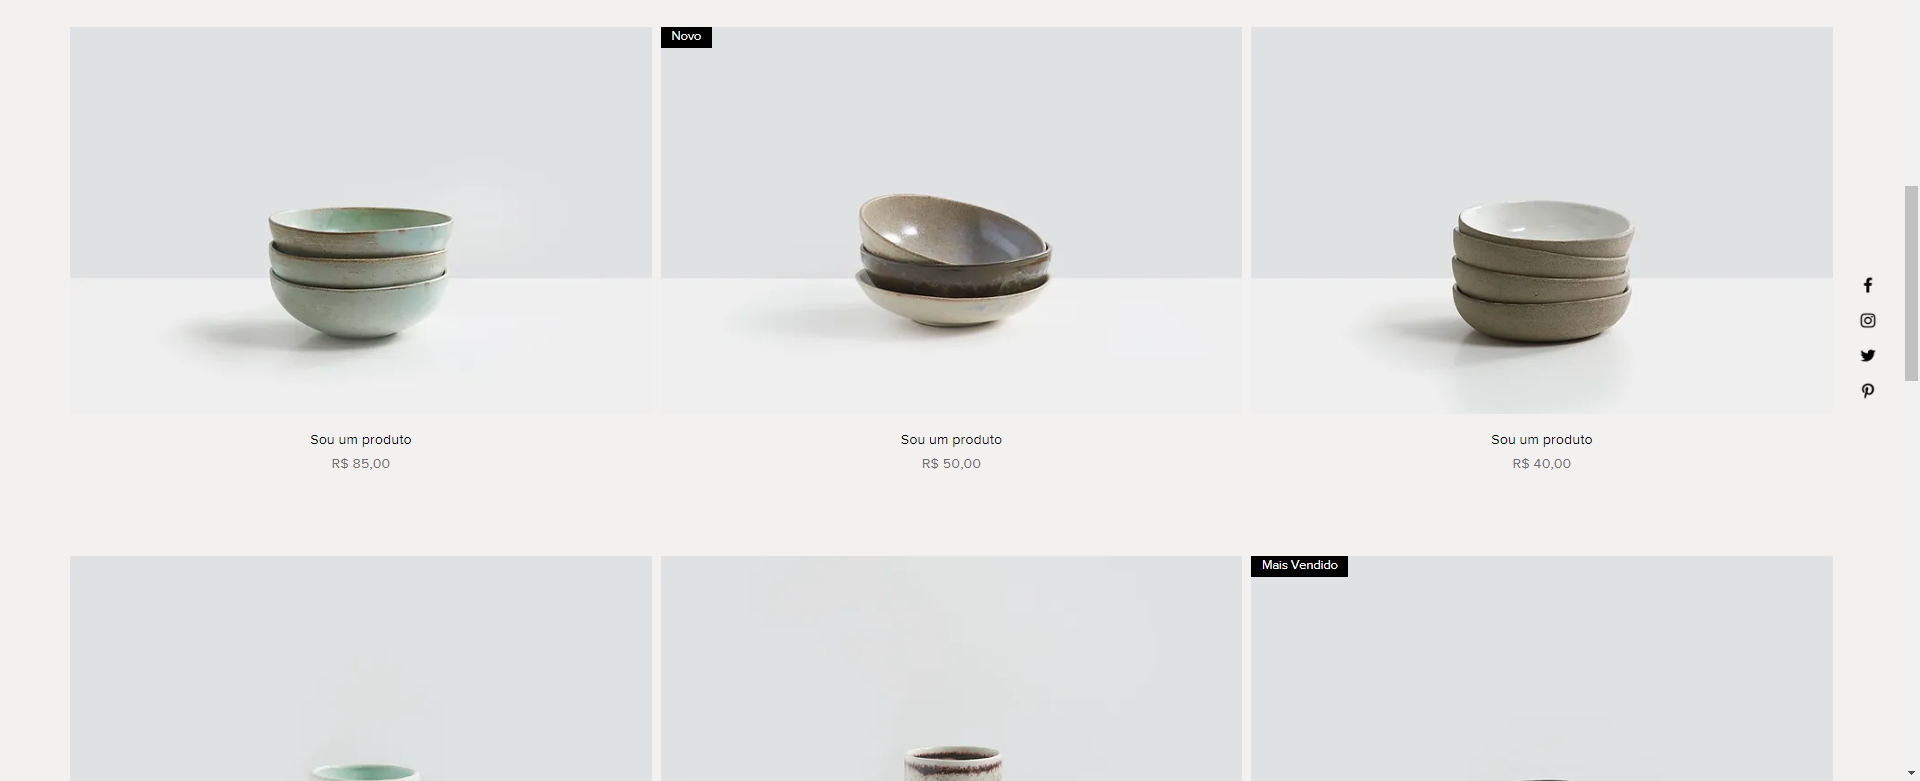 Novo
Sou um produto
R$ 85,00
Sou um produto
R$ 50,00
Sou um produto
R$ 40,00
Mais Vendido